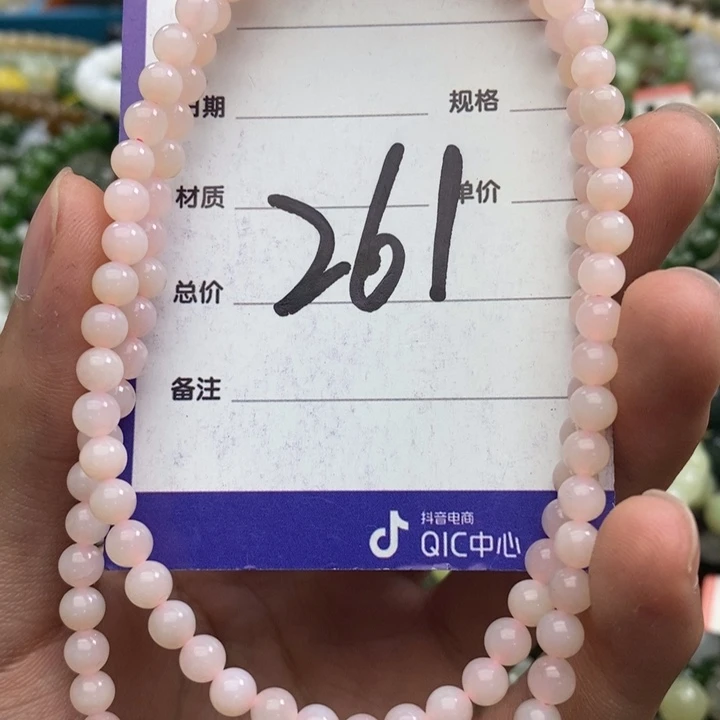 日期 规格
材质 单价
261
总价
备注
抖音电商
QIC中心